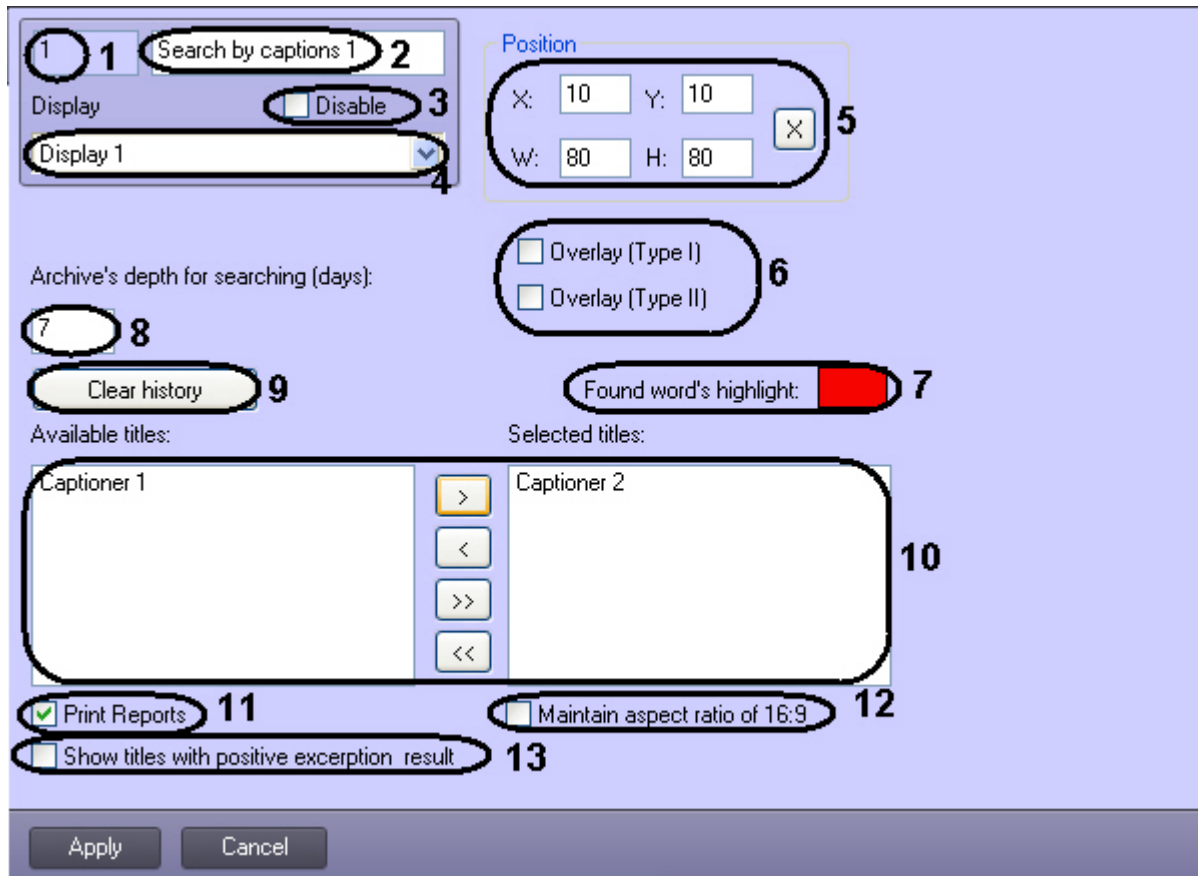 1 1 Search by captions 1 2
Display Disable 3
Display 1
4
Position
X: 10 Y: 10
X 5
W: 80 H: 80
Overlay (Type I)
Overlay (Type II)
6
Archive's depth for searching (days):
7 8
Clear history 9
Found word's highlight: 7
Available titles: Selected titles:
Captioner 1 > Captioner 2
<
>>
<<
10
Print Reports 11 Maintain aspect ratio of 16:9 12
Show titles with positive excerption result 13
Apply Cancel